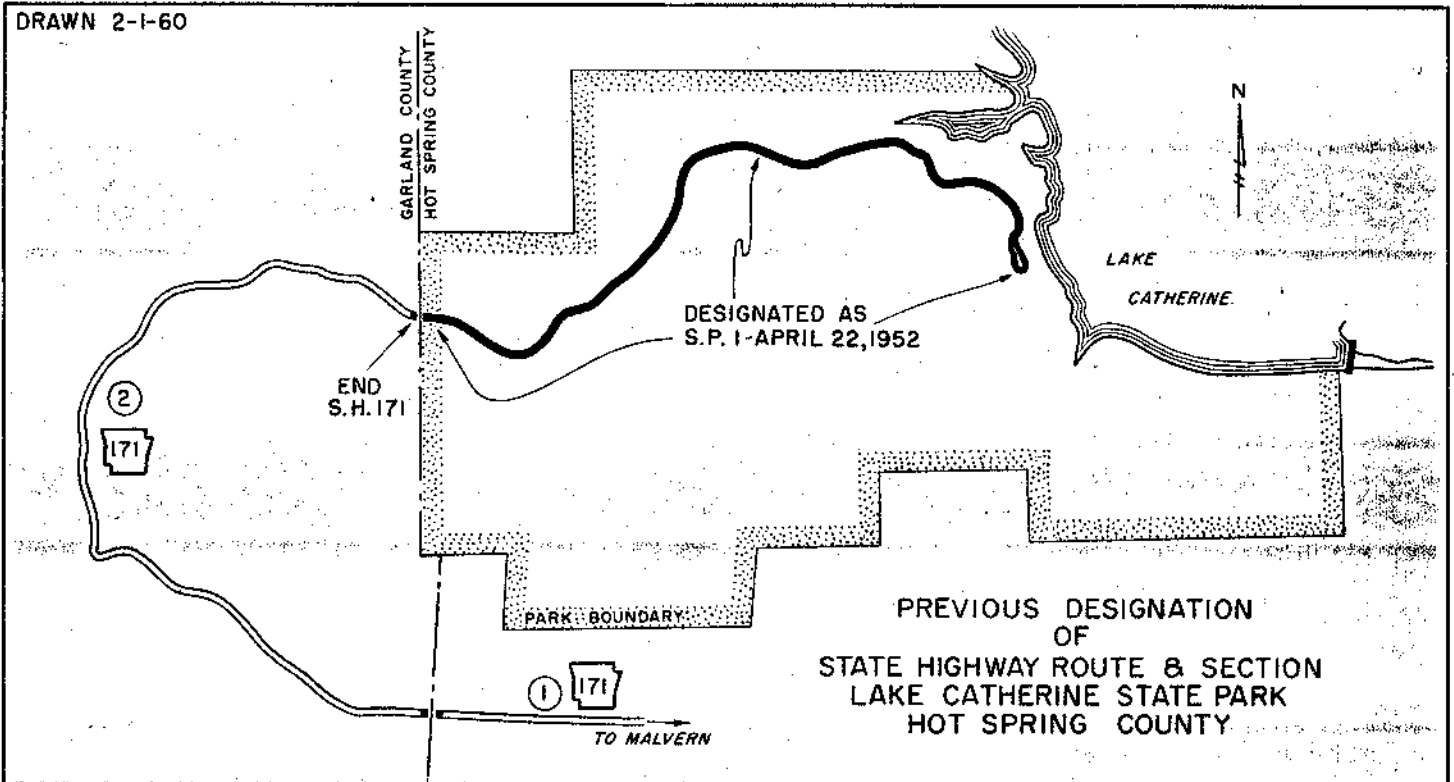 DRAWN 2-1-60
GARLAND COUNTY
HOT SPRING COUNTY
N
LAKE
CATHERINE.
DESIGNATED AS
S.P. 1-APRIL 22,1952
END
S.H. 171
2
171
PARK BOUNDARY
1
171
TO MALVERN
PREVIOUS DESIGNATION
OF
STATE HIGHWAY ROUTE & SECTION
LAKE CATHERINE STATE PARK
HOT SPRING COUNTY